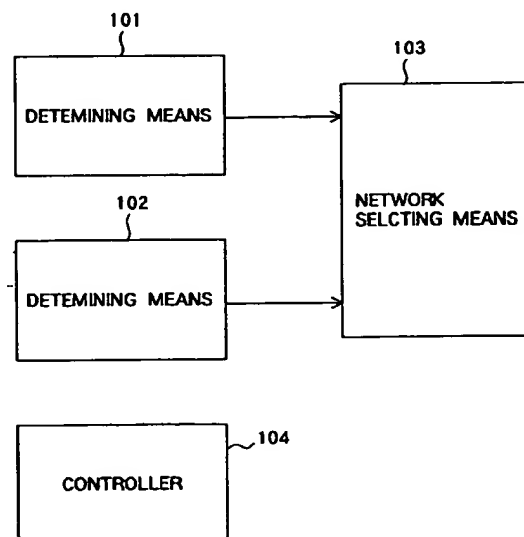 101
DETEMINING MEANS
103
NETWORK
SELCTING MEANS
102
DETEMINING MEANS
104
CONTROLLER